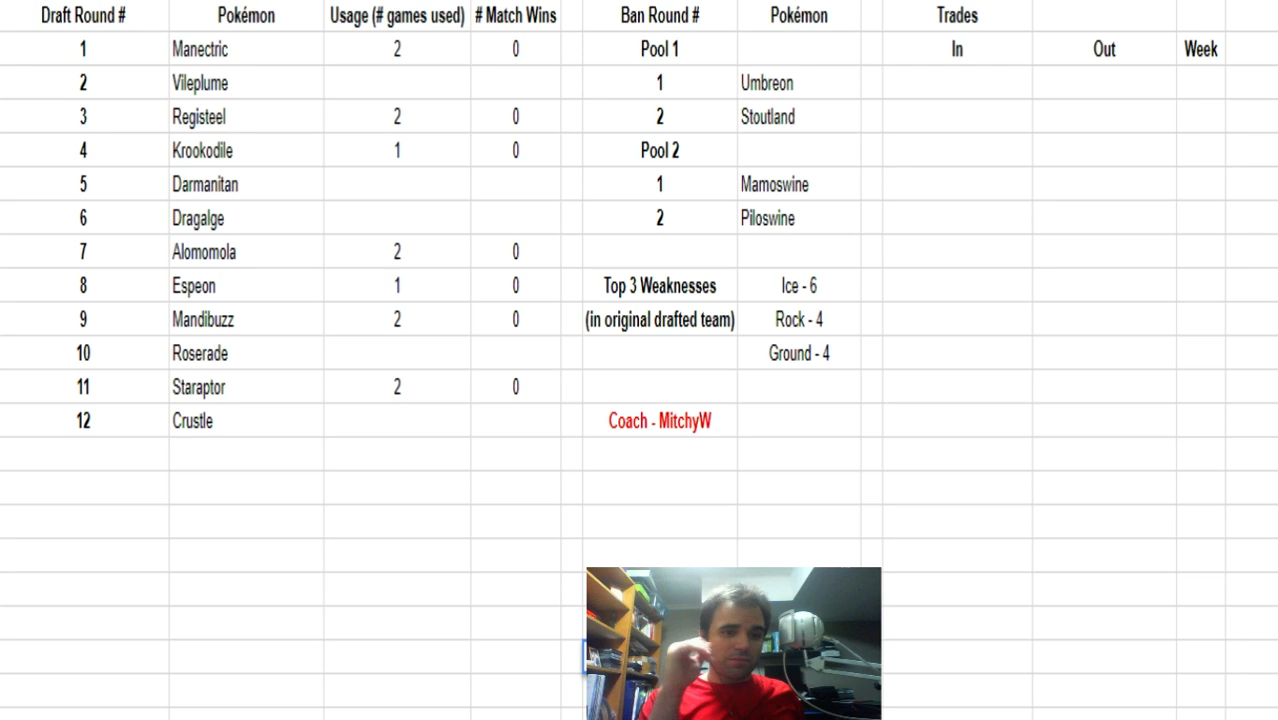 Draft Round # Pokémon Usage (# games used) # Match Wins Ban Round # Pokémon Trades
1 Manectric 2 0 Pool 1 In Out Week
2 Vileplume 1 Umbreon
3 Registeel 2 0 2 Stoutland
4 Krookodile 1 0 Pool 2
5 Darmanitan 1 Mamoswine
6 Dragalge 2 Piloswine
7 Alomomola 2 0
8 Espeon 1 0 Top 3 Weaknesses Ice - 6
9 Mandibuzz 2 0 (in original drafted team) Rock - 4
10 Roserade Ground - 4
11 Staraptor 2 0
12 Crustle Coach - MitchyW